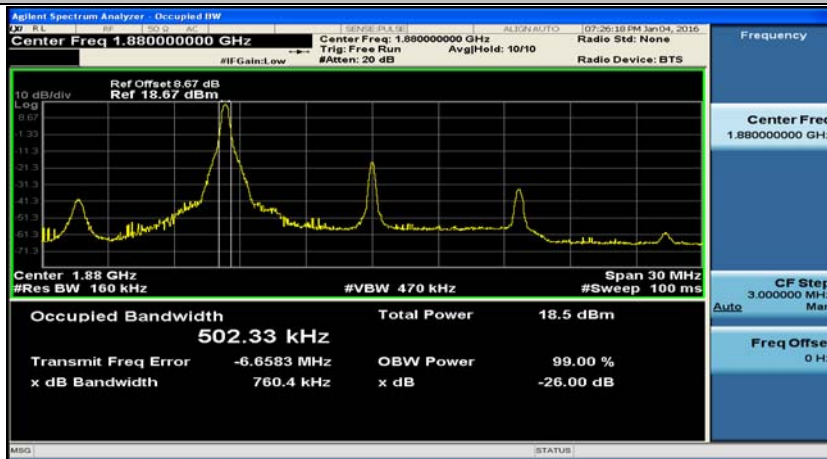 Agilent Spectrum Analyzer - Occupied BW
LXI RL RF 50 Ω AC SENSE:PULSE ALIGN AUTO 07:26:18 PM Jan 04, 2016
Center Freq 1.880000000 GHz
Center Freq: 1.880000000 GHz
Radio Std: None
Trig: Free Run
Avg|Hold: 10/10
#IFGain:Low
#Atten: 20 dB
Radio Device: BTS
Ref Offset 8.67 dB
10 dB/div
Ref 18.67 dBm
Log
8.67
-1.33
-11.3
-21.3
-31.3
-41.3
-51.3
-61.3
-71.3
Center 1.88 GHz
Span 30 MHz
#Res BW 160 kHz
#VBW 470 kHz
#Sweep 100 ms
Occupied Bandwidth
Total Power
18.5 dBm
502.33 kHz
Transmit Freq Error
-6.6583 MHz
OBW Power
99.00 %
x dB Bandwidth
760.4 kHz
x dB
-26.00 dB
MSG
STATUS
Frequency
Center Freq
1.880000000 GH
CF Step
3.000000 MH
Auto Man
Freq Offse
0 H